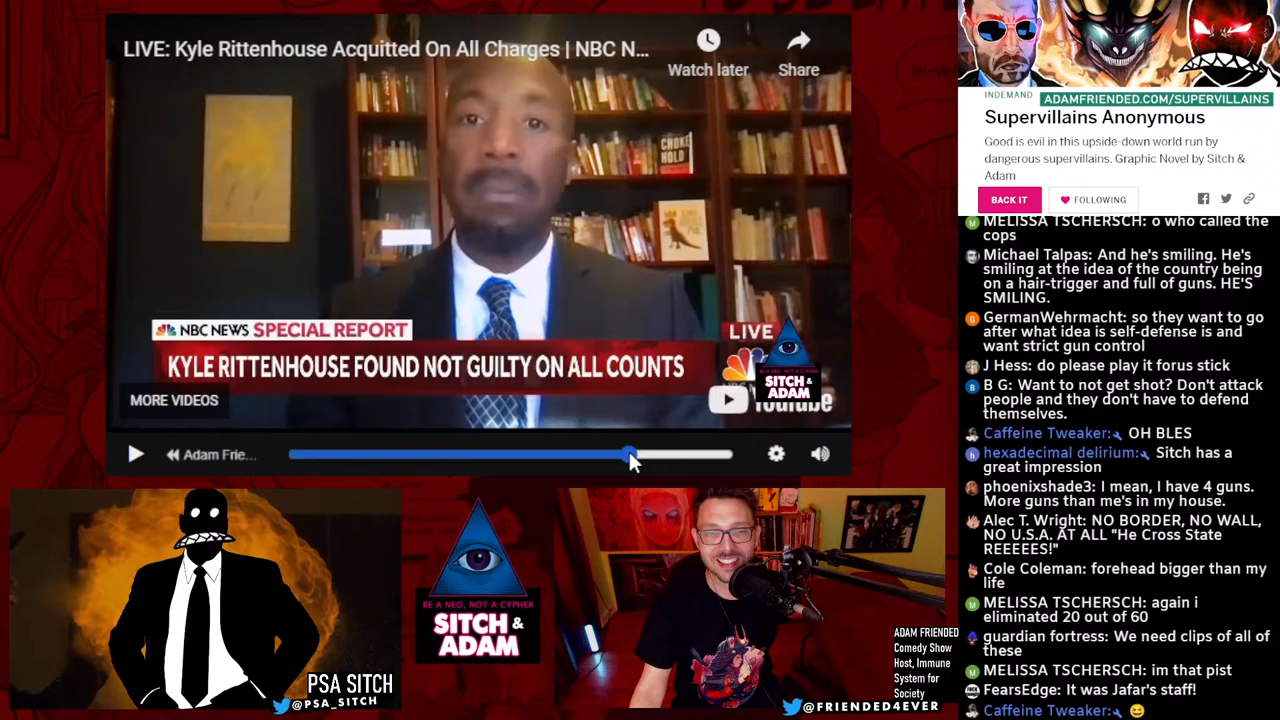 LIVE: Kyle Rittenhouse Acquitted On All Charges | NBC N...
Watch later
Share
CHOKE
HOLD
NBC NEWS SPECIAL REPORT
LIVE
KYLE RITTENHOUSE FOUND NOT GUILTY ON ALL COUNTS
BE A NEO, NOT A CYPHER
SITCH &
ADAM
MORE VIDEOS
YouTube
Adam Frie...
BE A NEO, NOT A CYPHER
SITCH &
ADAM
PSA SITCH
@PSA_SITCH
ADAM FRIENDED
Comedy Show
Host, Immune
System for
Society
@FRIENDED4EVER
INDEMAND
ADAMFRIENDED.COM/SUPERVILLAINS
Supervillains Anonymous
Good is evil in this upside-down world run by
dangerous supervillains. Graphic Novel by Sitch &
Adam
BACK IT
FOLLOWING
MELISSA TSCHERSCH: o who called the
cops
Michael Talpas: And he's smiling. He's
smiling at the idea of the country being
on a hair-trigger and full of guns. HE'S
SMILING.
GermanWehrmacht: so they want to go
after what idea is self-defense is and
want strict gun control
J Hess: do please play it forus stick
B G: Want to not get shot? Don't attack
people and they don't have to defend
themselves.
Caffeine Tweaker: OH BLES
hexadecimal delirium: Sitch has a
great impression
phoenixshade3: I mean, I have 4 guns.
More guns than me's in my house.
Alec T. Wright: NO BORDER, NO WALL,
NO U.S.A. AT ALL "He Cross State
REEEEES!"
Cole Coleman: forehead bigger than my
life
MELISSA TSCHERSCH: again i
eliminated 20 out of 60
guardian fortress: We need clips of all of
these
MELISSA TSCHERSCH: im that pist
FearsEdge: It was Jafar's staff!
Caffeine Tweaker: 😆